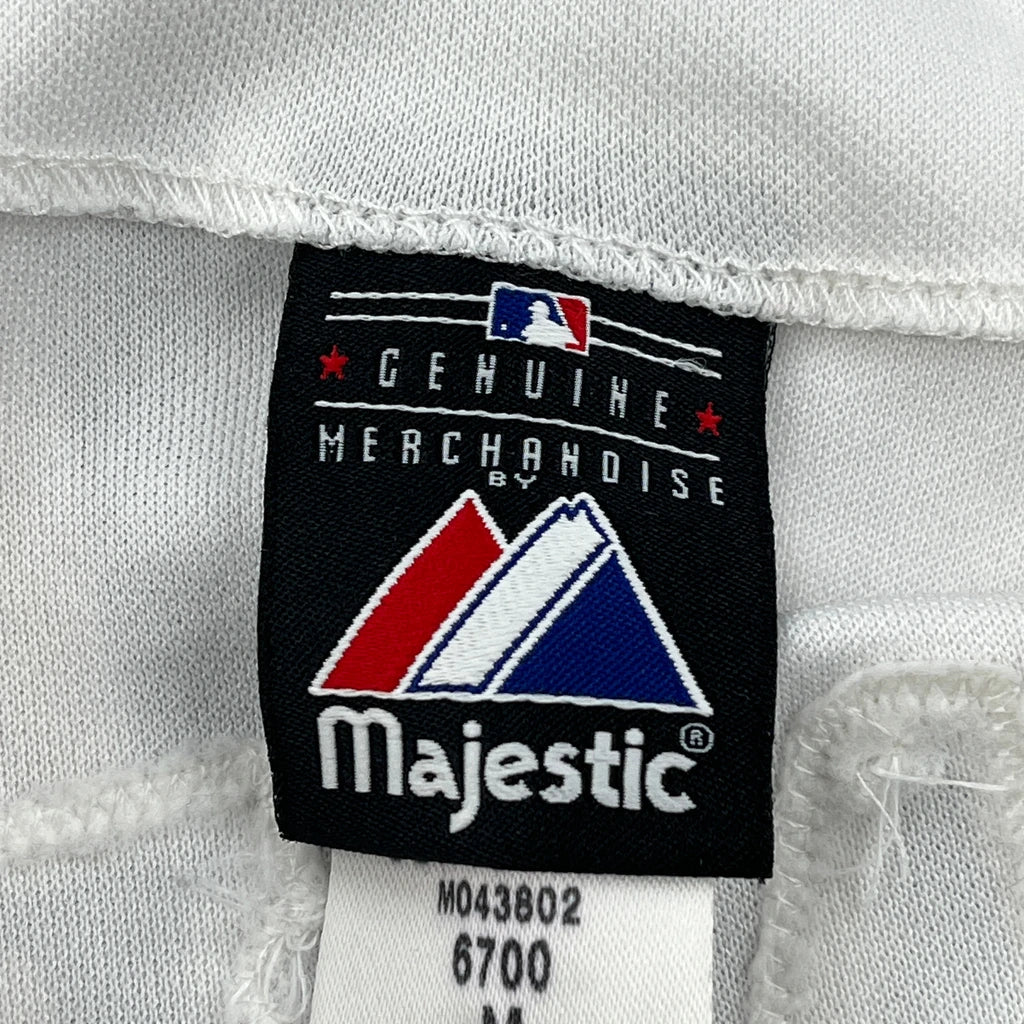 GENUINE
MERCHANDISE
BY
Majestic®
M043802
6700
M